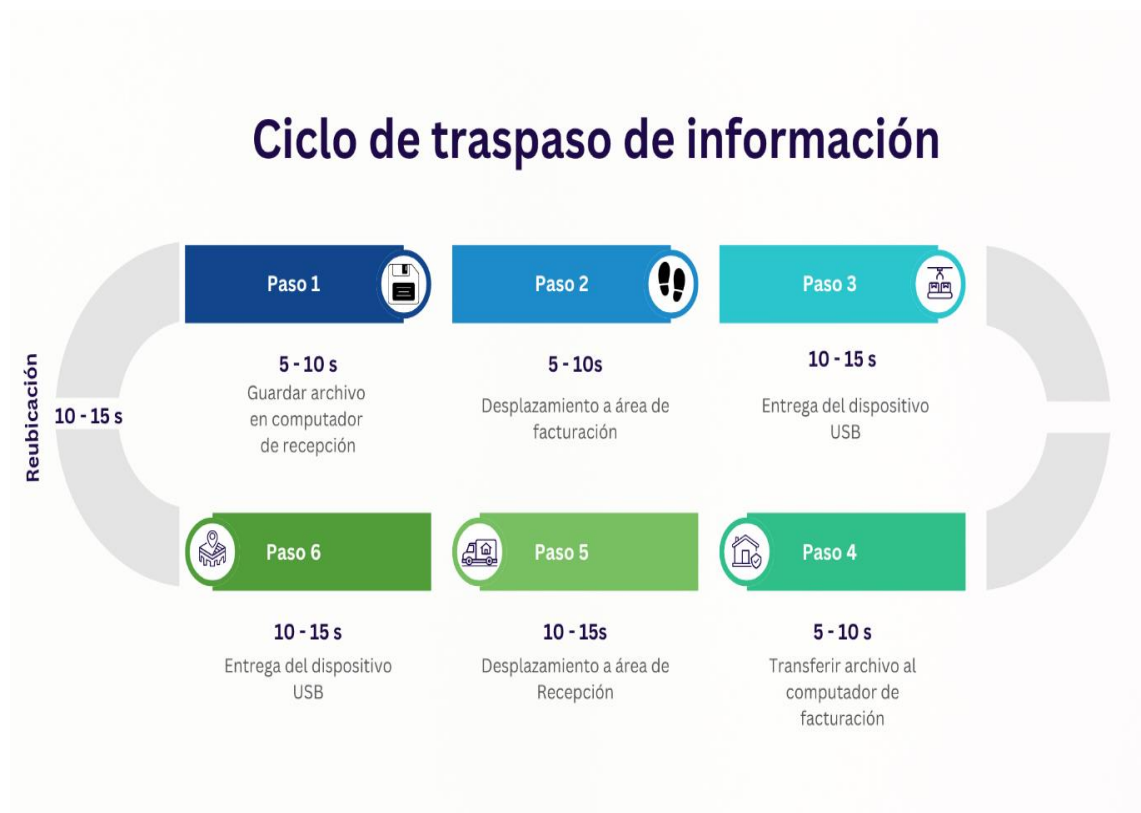 Ciclo de traspaso de información
Paso 1
5 - 10 s
Guardar archivo
en computador
de recepción
Paso 2
5 - 10s
Desplazamiento a área de
facturación
Paso 3
10 - 15 s
Entrega del dispositivo
USB
Paso 4
5 - 10 s
Transferir archivo al
computador de
facturación
Paso 5
10 - 15s
Desplazamiento a área de
Recepción
Paso 6
10 - 15 s
Entrega del dispositivo
USB
Reubicación
10 - 15 s